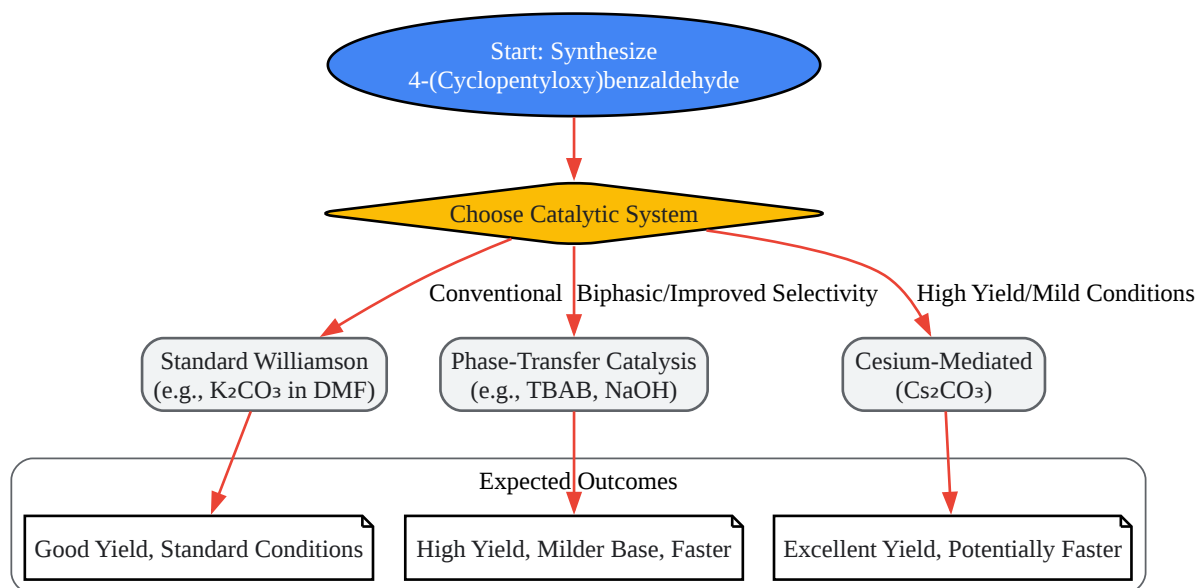 Start: Synthesize
4-(Cyclopentyloxy)benzaldehyde
Choose Catalytic System
Conventional
Biphasic/Improved Selectivity
High Yield/Mild Conditions
Standard Williamson
(e.g., K₂CO₃ in DMF)
Phase-Transfer Catalysis
(e.g., TBAB, NaOH)
Cesium-Mediated
(Cs₂CO₃)
Expected Outcomes
Good Yield, Standard Conditions
High Yield, Milder Base, Faster
Excellent Yield, Potentially Faster